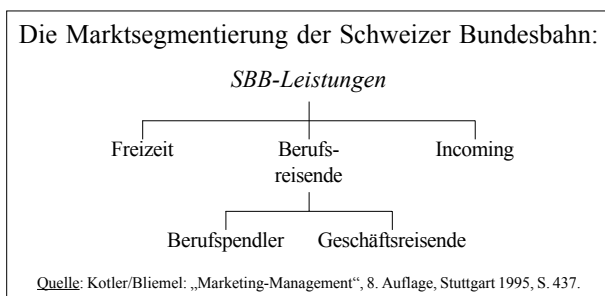 Die Marktsegmentierung der Schweizer Bundesbahn:
SBB-Leistungen
Freizeit
Berufs-
reisende
Incoming
Berufspendler
Geschäftsreisende
Quelle: Kotler/Bliemel: „Marketing-Management“, 8. Auflage, Stuttgart 1995, S. 437.